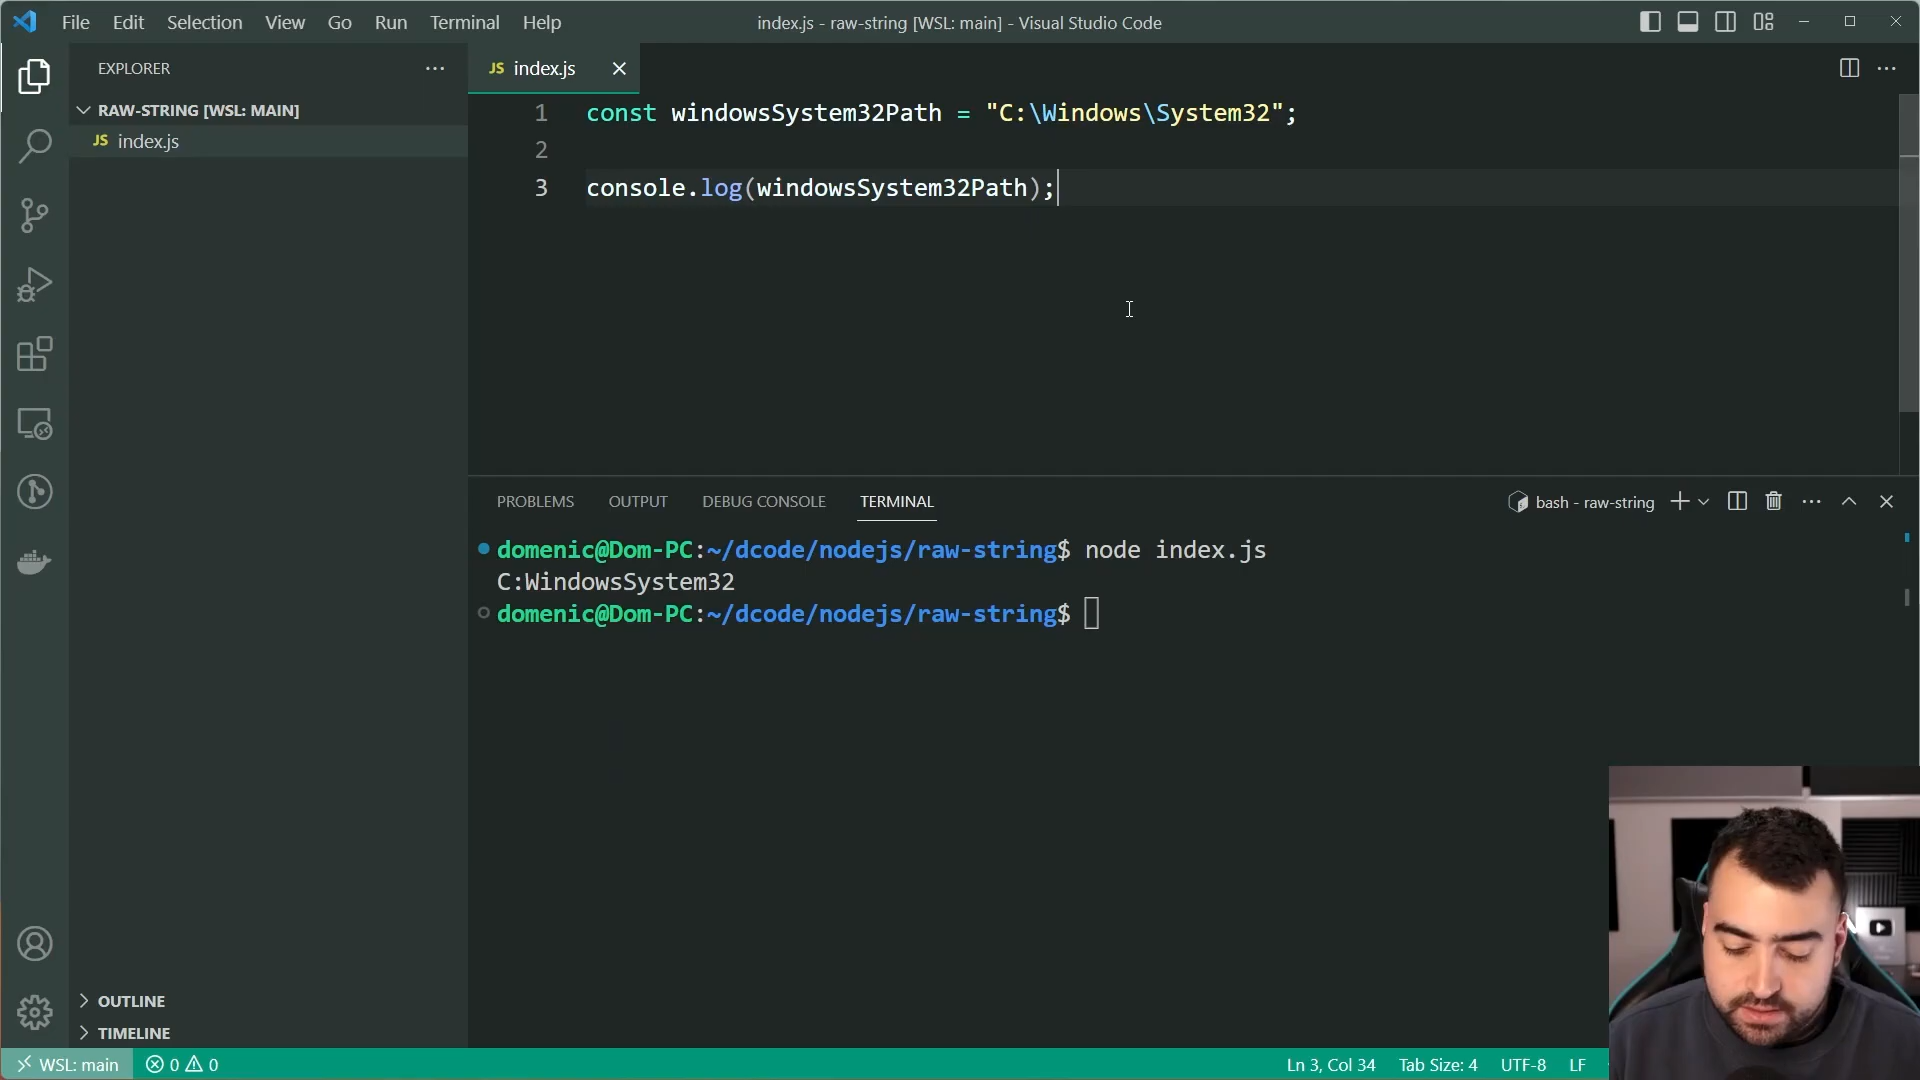 File Edit Selection View Go Run Terminal Help
index.js - raw-string [WSL: main] - Visual Studio Code
EXPLORER
RAW-STRING [WSL: MAIN]
JS index.js
JS index.js
1 const windowsSystem32Path = "C:\Windows\System32";
2
3 console.log(windowsSystem32Path);
PROBLEMS OUTPUT DEBUG CONSOLE TERMINAL
bash - raw-string
domenic@Dom-PC:~/dcode/nodejs/raw-string$ node index.js
C:WindowsSystem32
domenic@Dom-PC:~/dcode/nodejs/raw-string$
OUTLINE
TIMELINE
WSL: main 0 0
Ln 3, Col 34 Tab Size: 4 UTF-8 LF